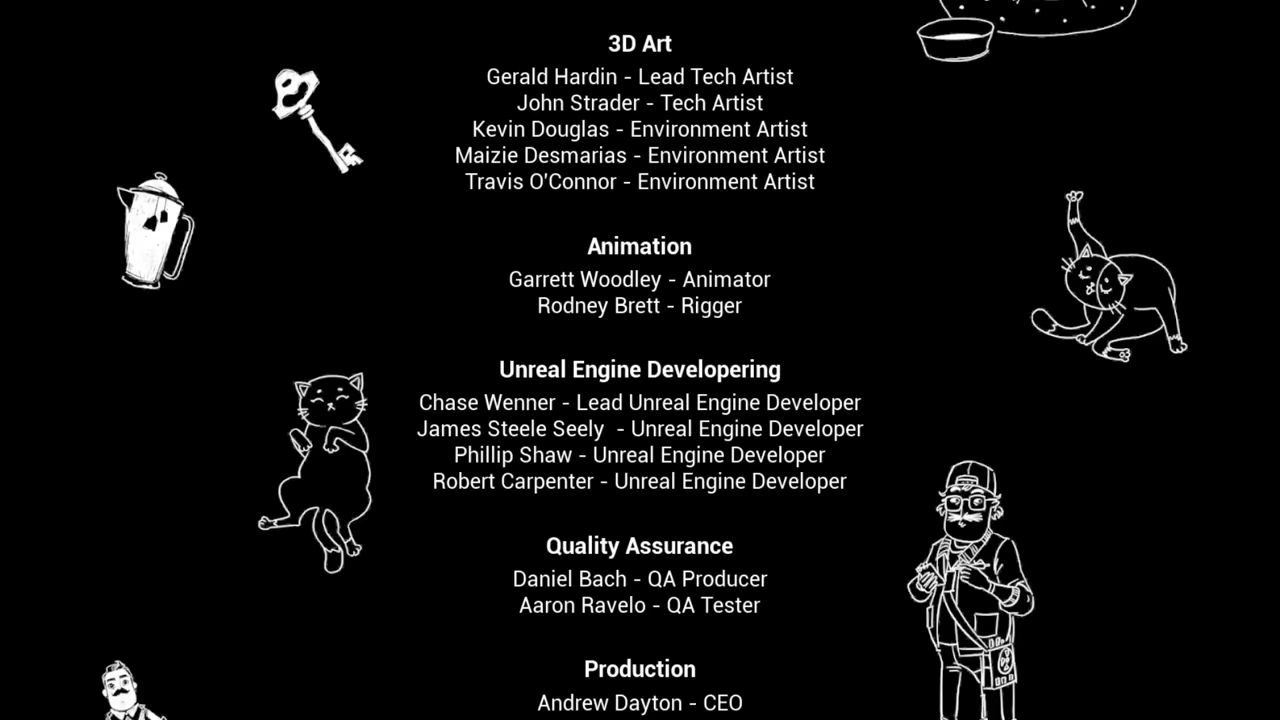 3D Art
Gerald Hardin - Lead Tech Artist
John Strader - Tech Artist
Kevin Douglas - Environment Artist
Maizie Desmarias - Environment Artist
Travis O'Connor - Environment Artist
Animation
Garrett Woodley - Animator
Rodney Brett - Rigger
Unreal Engine Developering
Chase Wenner - Lead Unreal Engine Developer
James Steele Seely  - Unreal Engine Developer
Phillip Shaw - Unreal Engine Developer
Robert Carpenter - Unreal Engine Developer
Quality Assurance
Daniel Bach - QA Producer
Aaron Ravelo - QA Tester
Production
Andrew Dayton - CEO